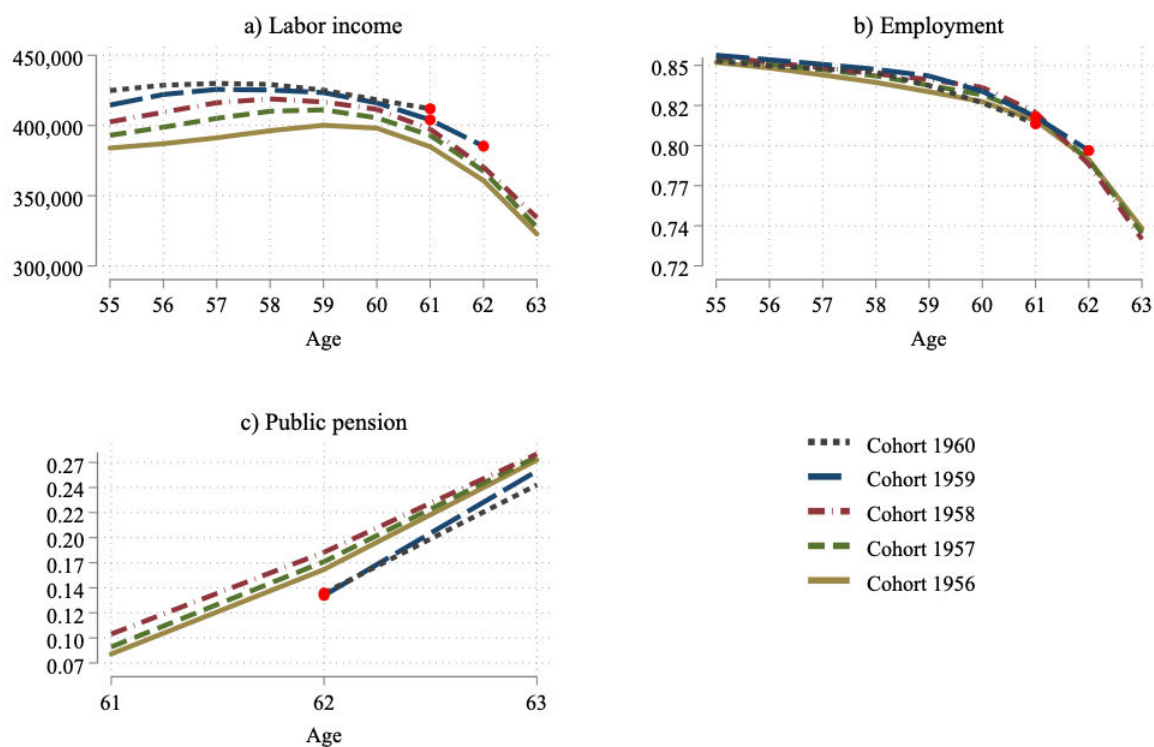 a) Labor income
450,000
400,000
350,000
300,000
55 56 57 58 59 60 61 62 63
Age
b) Employment
0.85
0.82
0.80
0.77
0.74
0.72
55 56 57 58 59 60 61 62 63
Age
c) Public pension
0.27
0.24
0.22
0.20
0.17
0.14
0.12
0.10
0.07
61 62 63
Age
Cohort 1960
Cohort 1959
Cohort 1958
Cohort 1957
Cohort 1956